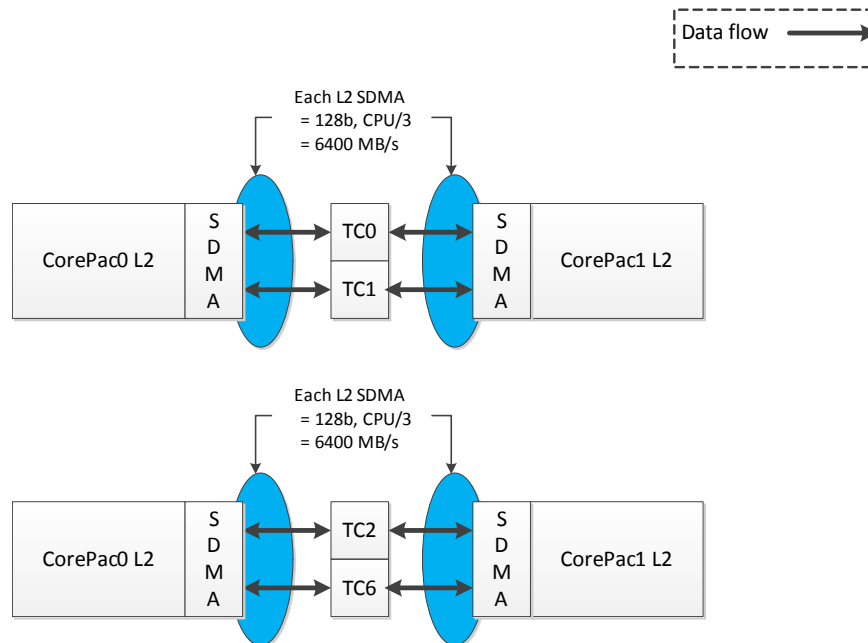 Data flow
Each L2 SDMA
= 128b, CPU/3
= 6400 MB/s
CorePac0 L2
S
D
M
A
TC0
TC1
S
D
M
A
CorePac1 L2
Each L2 SDMA
= 128b, CPU/3
= 6400 MB/s
CorePac0 L2
S
D
M
A
TC2
TC6
S
D
M
A
CorePac1 L2